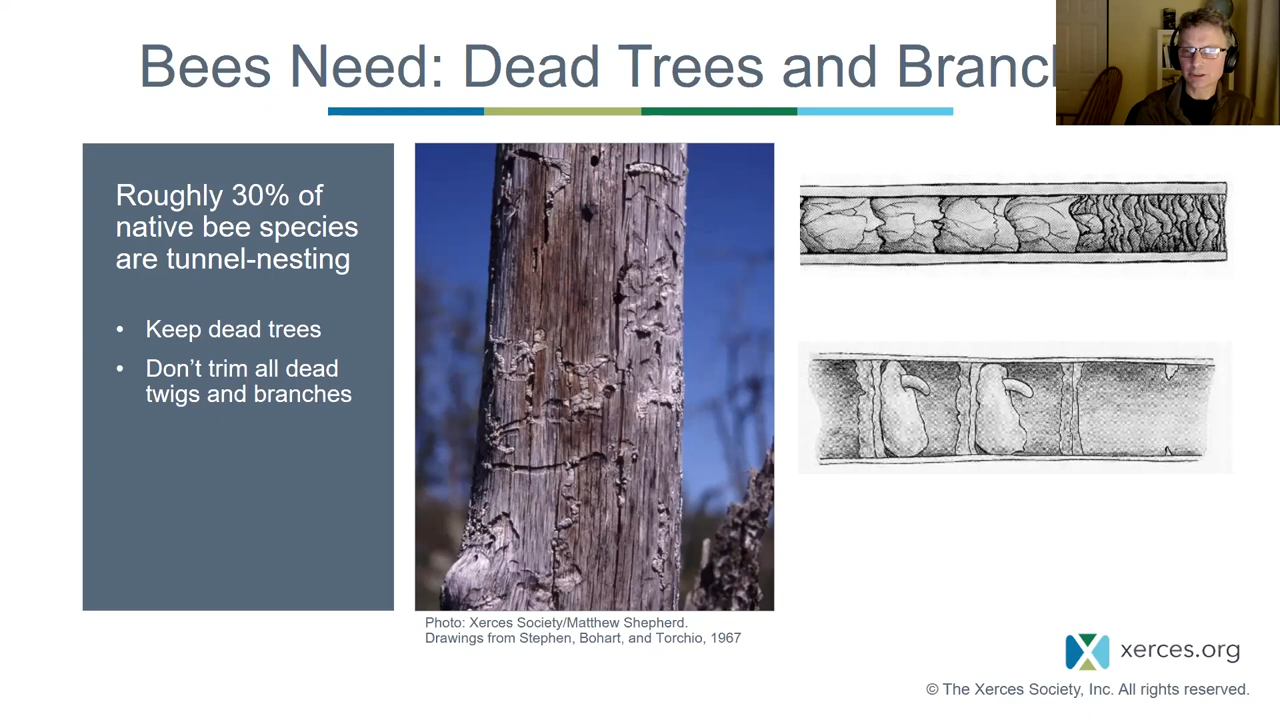 Bees Need: Dead Trees and Branch
Roughly 30% of
native bee species
are tunnel-nesting
• Keep dead trees
• Don’t trim all dead
twigs and branches
Photo: Xerces Society/Matthew Shepherd.
Drawings from Stephen, Bohart, and Torchio, 1967
xerces.org
© The Xerces Society, Inc. All rights reserved.